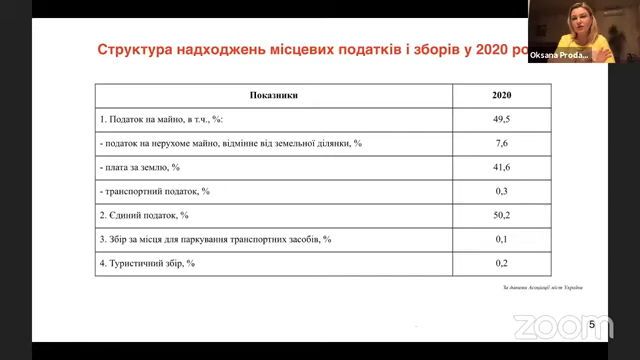 Структура надходжень місцевих податків і зборів у 2020
Oksana Proda...
Показники 2020
1. Податок на майно, в т.ч., %: 49,5
- податок на нерухоме майно, відмінне від земельної ділянки, % 7,6
- плата за землю, % 41,6
- транспортний податок, % 0,3
2. Єдиний податок, % 50,2
3. Збір за місця для паркування транспортних засобів, % 0,1
4. Туристичний збір, % 0,2
За даними Асоціації міст України
5
zoom